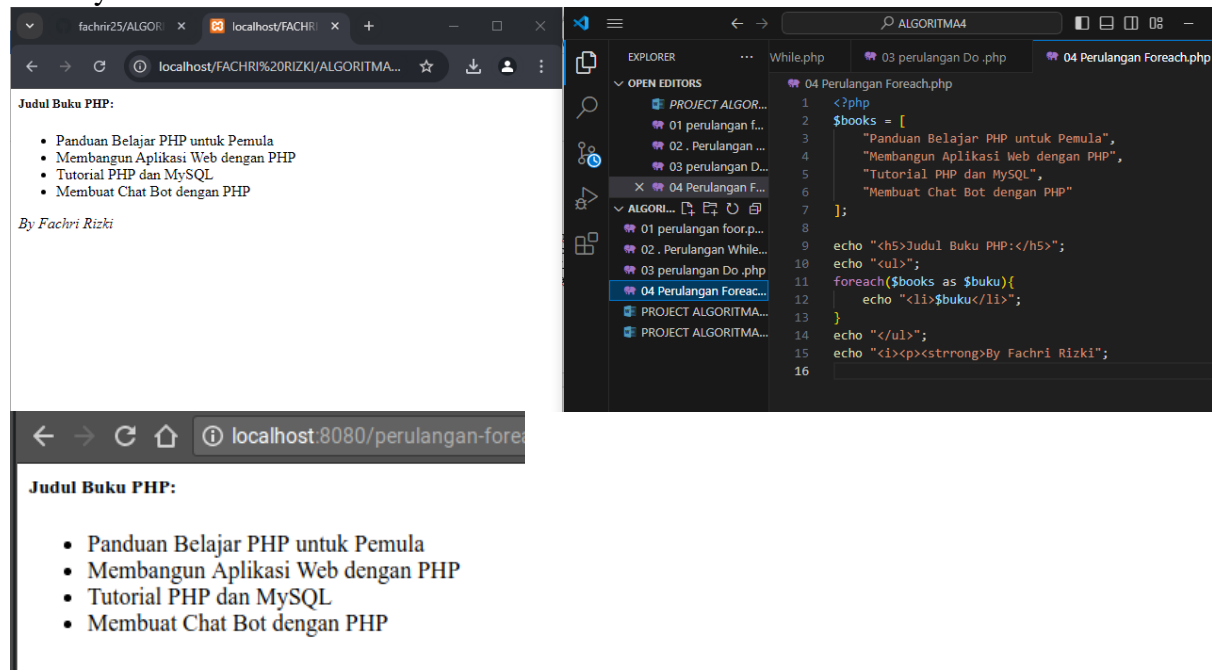 fachrir25/ALGOR
localhost/FACHRI
localhost/FACHRI%20RIZKI/ALGORITMA...
Judul Buku PHP:
Panduan Belajar PHP untuk Pemula
Membangun Aplikasi Web dengan PHP
Tutorial PHP dan MySQL
Membuat Chat Bot dengan PHP
By Fachri Rizki
ALGORITMA4
EXPLORER
OPEN EDITORS
PROJECT ALGOR...
01 perulangan f...
02 . Perulangan ...
03 perulangan D...
04 Perulangan F...
ALGORI...
01 perulangan foor.p...
02 . Perulangan While...
03 perulangan Do .php
04 Perulangan Foreac...
PROJECT ALGORITMA...
PROJECT ALGORITMA...
While.php
03 perulangan Do .php
04 Perulangan Foreach.php
04 Perulangan Foreach.php
1 <?php
2 $books = [
3 "Panduan Belajar PHP untuk Pemula",
4 "Membangun Aplikasi Web dengan PHP",
5 "Tutorial PHP dan MySQL",
6 "Membuat Chat Bot dengan PHP"
7 ];
8
9 echo "<h5>Judul Buku PHP:</h5>";
10 echo "<ul>";
11 foreach($books as $buku){
12 echo "<li>$buku</li>";
13 }
14 echo "</ul>";
15 echo "<i><p><strrong>By Fachri Rizki";
16
localhost:8080/perulangan-forea
Judul Buku PHP:
Panduan Belajar PHP untuk Pemula
Membangun Aplikasi Web dengan PHP
Tutorial PHP dan MySQL
Membuat Chat Bot dengan PHP